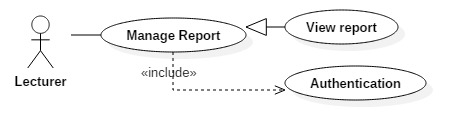 View report
Manage Report
«include»
Lecturer
Authentication